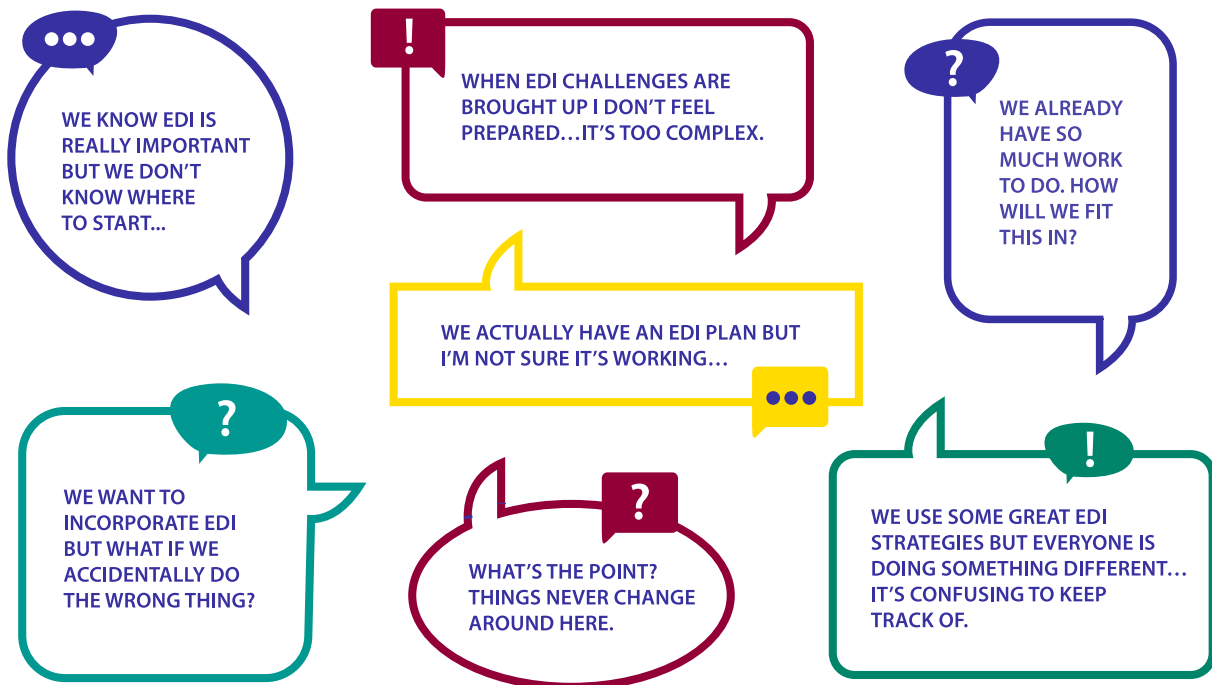 WE KNOW EDI IS
REALLY IMPORTANT
BUT WE DON'T
KNOW WHERE
TO START...
!
WHEN EDI CHALLENGES ARE
BROUGHT UP I DON'T FEEL
PREPARED...IT'S TOO COMPLEX.
?
WE ALREADY
HAVE SO
MUCH WORK
TO DO. HOW
WILL WE FIT
THIS IN?
WE ACTUALLY HAVE AN EDI PLAN BUT
I'M NOT SURE IT'S WORKING...
?
WE WANT TO
INCORPORATE EDI
BUT WHAT IF WE
ACCIDENTALLY DO
THE WRONG THING?
?
WHAT'S THE POINT?
THINGS NEVER CHANGE
AROUND HERE.
!
WE USE SOME GREAT EDI
STRATEGIES BUT EVERYONE IS
DOING SOMETHING DIFFERENT...
IT'S CONFUSING TO KEEP
TRACK OF.